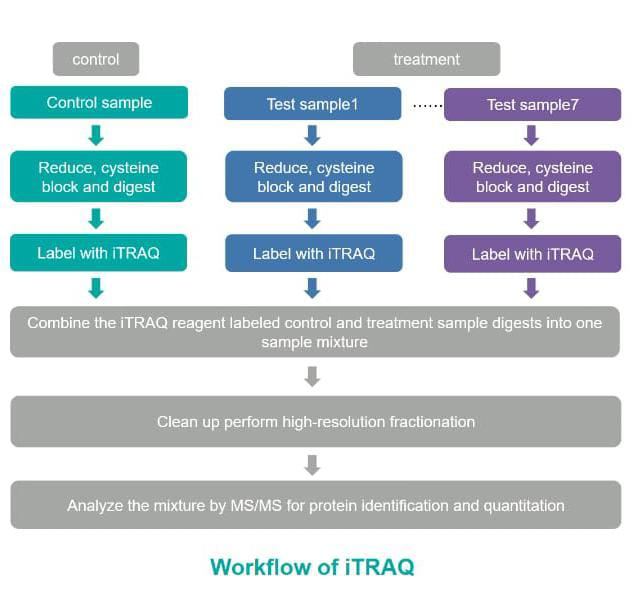 control
treatment
Control sample
Test sample1
......
Test sample7
Reduce, cysteine
block and digest
Reduce, cysteine
block and digest
Reduce, cysteine
block and digest
Label with iTRAQ
Label with iTRAQ
Label with iTRAQ
Combine the iTRAQ reagent labeled control and treatment sample digests into one
sample mixture
Clean up perform high-resolution fractionation
Analyze the mixture by MS/MS for protein identification and quantitation
Workflow of iTRAQ